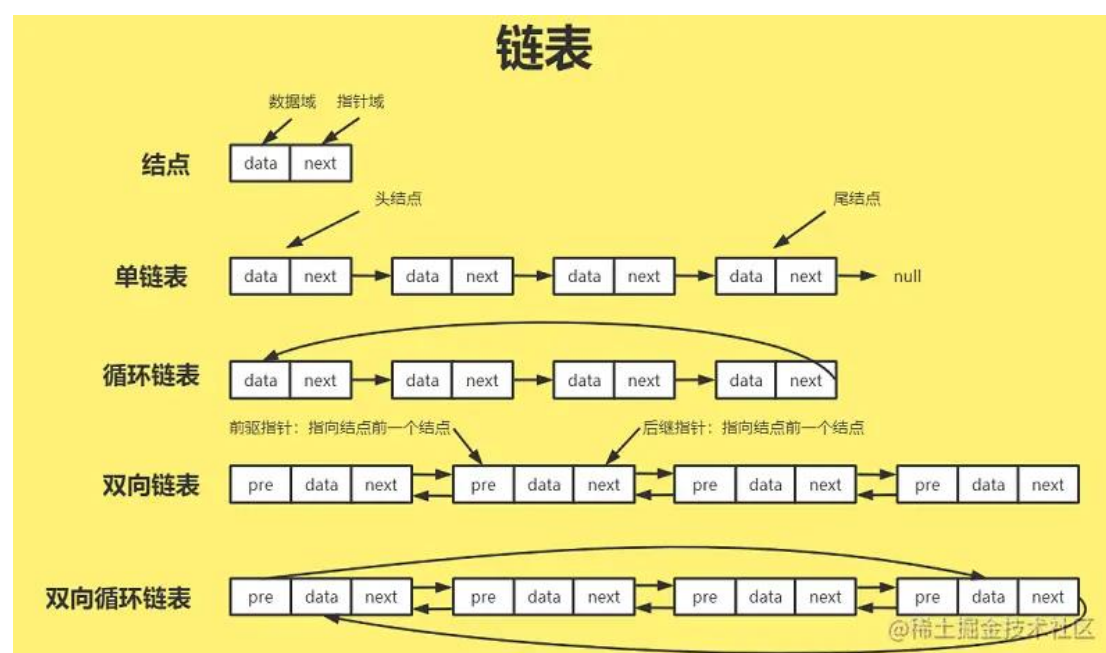 链表
数据域 指针域
结点 data next
头结点 尾结点
单链表 data next data next data next data next null
循环链表 data next data next data next data next
前驱指针：指向结点前一个结点 后继指针：指向结点前一个结点
双向链表 pre data next pre data next pre data next pre data next
双向循环链表 pre data next pre data next pre data next pre data next
@稀土掘金技术社区